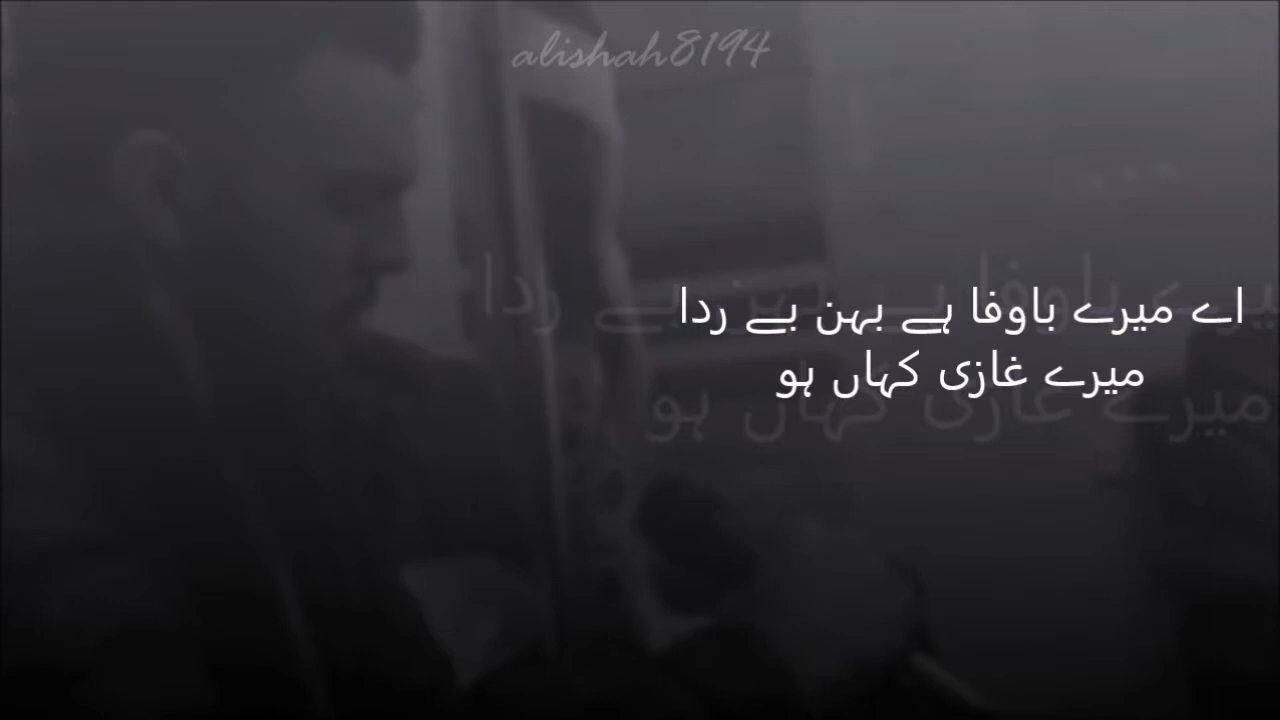 alishah8194
اے میرے باوفا ہے بہن بے ردا
میرے غازی کہاں ہو